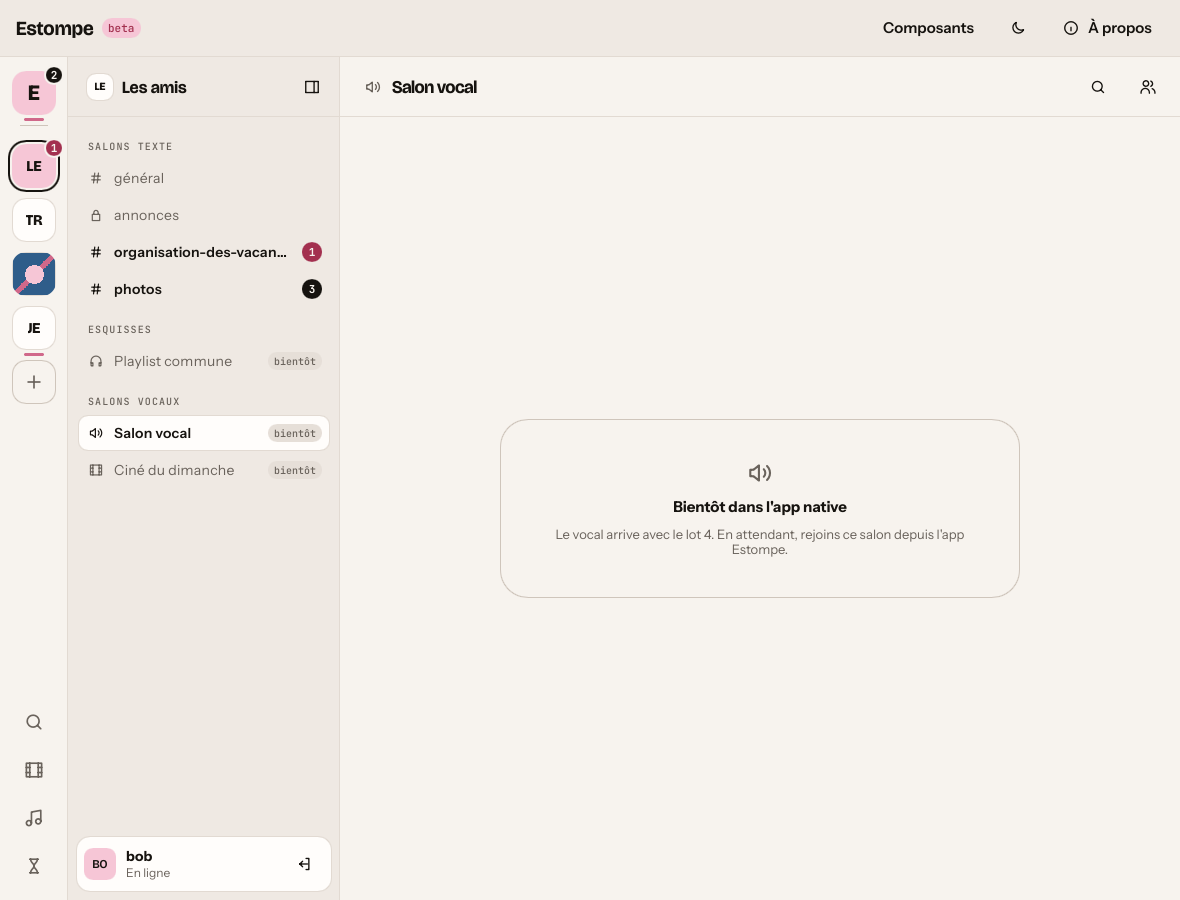 Estompe beta
Composants
À propos
E
2
LE
1
TR
JE
LE Les amis
SALONS TEXTE
# général
annonces
# organisation-des-vacan... 1
# photos 3
ESQUISSES
Playlist commune bientôt
SALONS VOCAUX
Salon vocal bientôt
Ciné du dimanche bientôt
BO
bob
En ligne
Salon vocal
Bientôt dans l'app native
Le vocal arrive avec le lot 4. En attendant, rejoins ce salon depuis l'app
Estompe.